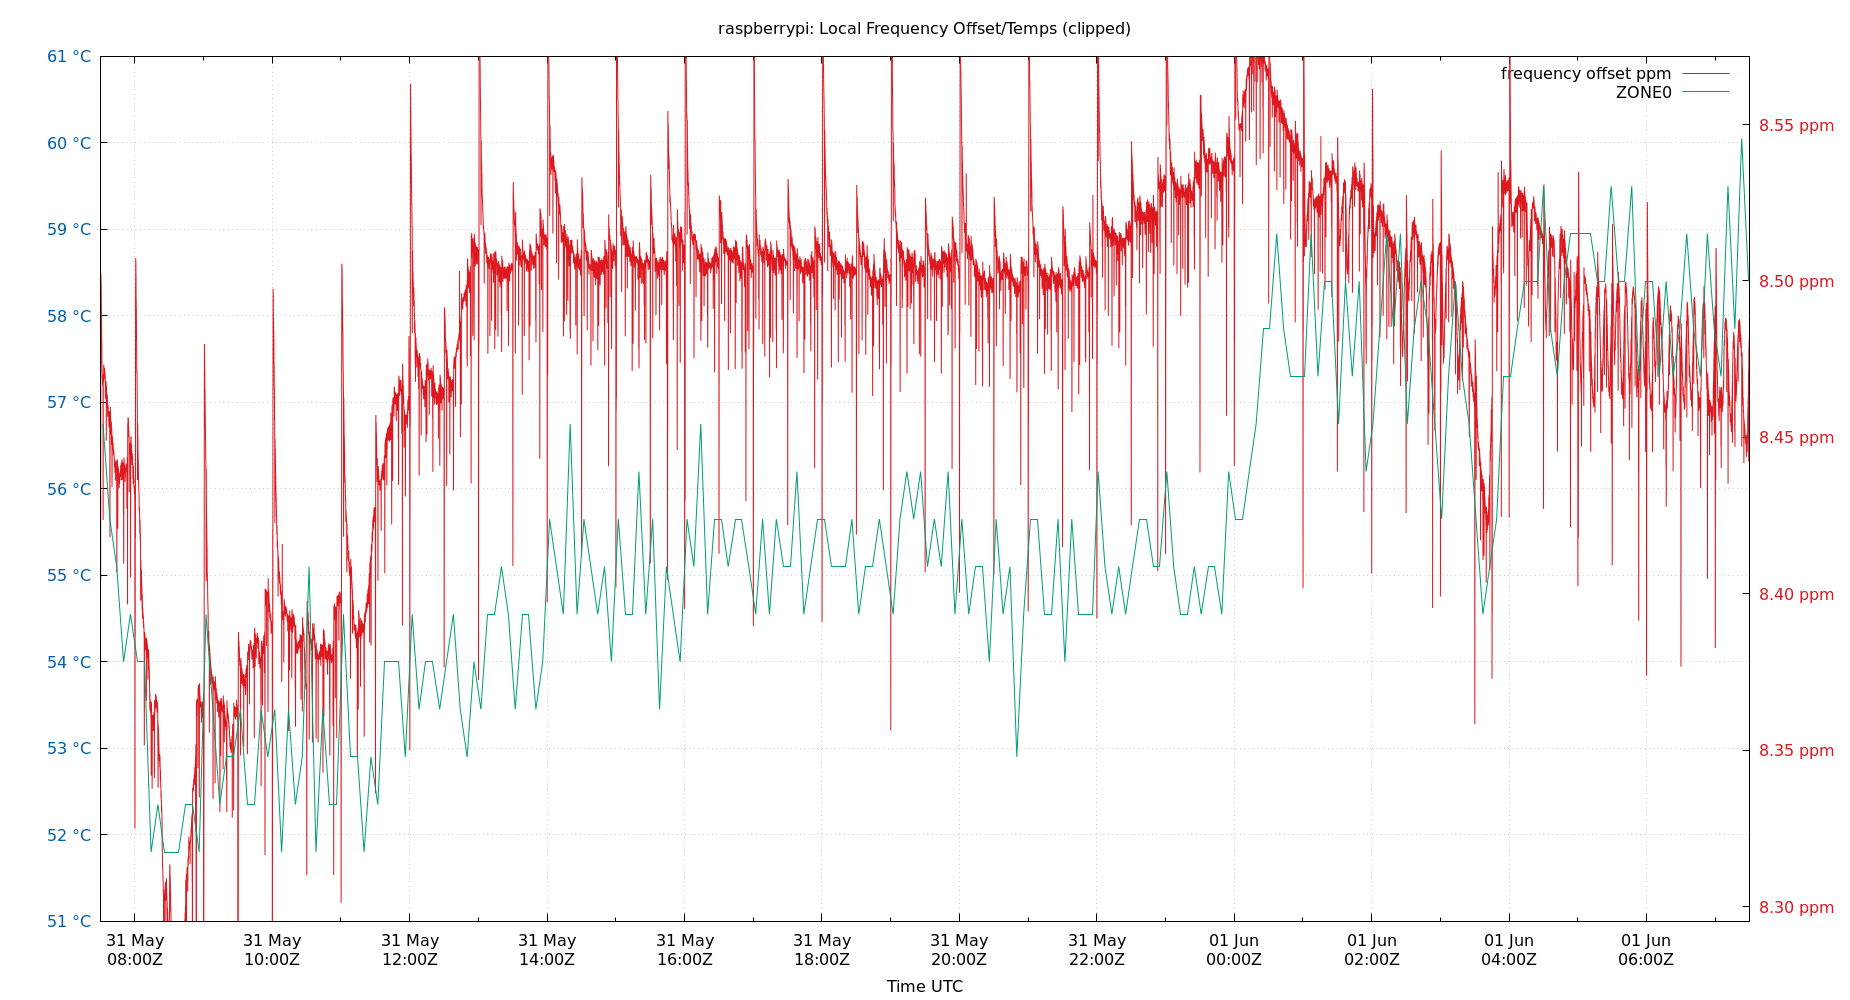 raspberrypi: Local Frequency Offset/Temps (clipped)
61 °C
60 °C
59 °C
58 °C
57 °C
56 °C
55 °C
54 °C
53 °C
52 °C
51 °C
frequency offset ppm
ZONE0
8.55 ppm
8.50 ppm
8.45 ppm
8.40 ppm
8.35 ppm
8.30 ppm
31 May 31 May 31 May 31 May 31 May 31 May 31 May 31 May 01 Jun 01 Jun 01 Jun 01 Jun
08:00Z 10:00Z 12:00Z 14:00Z 16:00Z 18:00Z 20:00Z 22:00Z 00:00Z 02:00Z 04:00Z 06:00Z
Time UTC